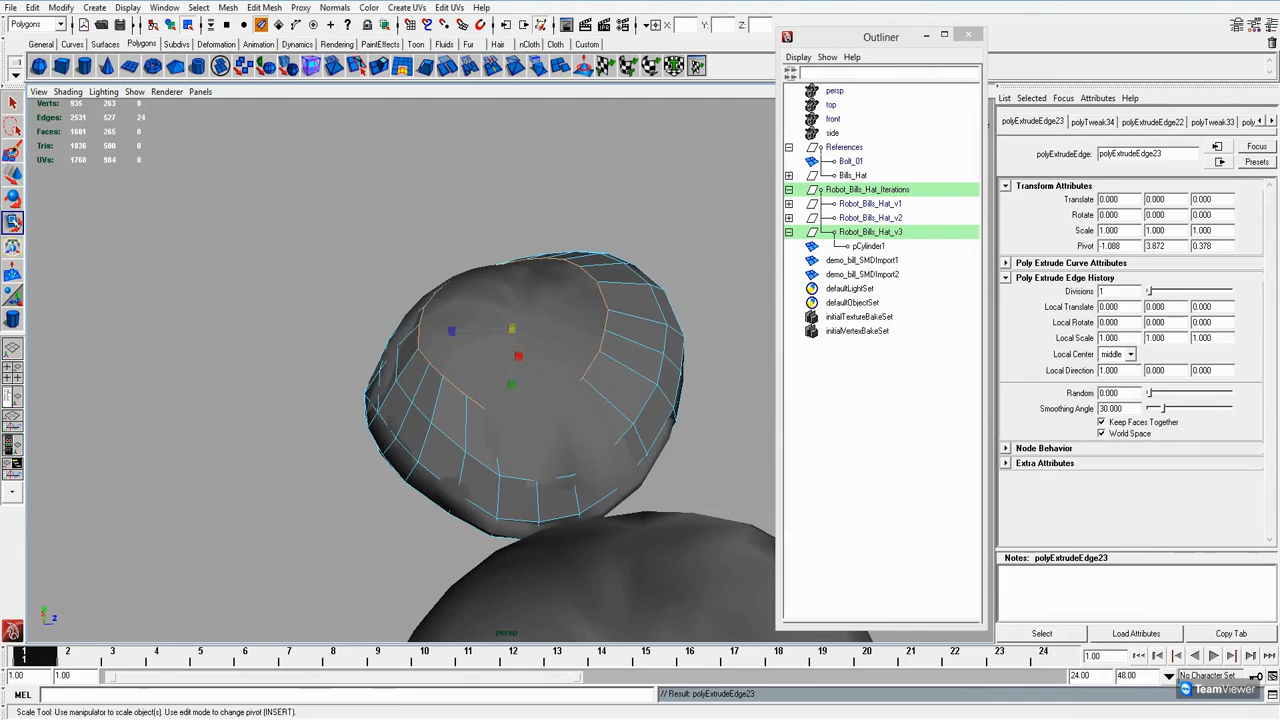 File Edit Modify Create Display Window Assets Select Mesh Edit Mesh Proxy Normals Color Create UVs Edit UVs Help
Polygons X: Y: Z:
General Curves Surfaces Polygons Subdivs Deformation Animation Dynamics Rendering PaintEffects Toon Fluids Fur Hair nCloth Custom
View Shading Lighting Show Renderer Panels
Verts: 935 263 0
Edges: 2531 527 24
Faces: 1601 265 0
Tris: 1836 500 0
UVs: 1768 984 0
persp
Outliner
Display Show Help
persp
top
front
side
References
Bolt_01
Bills_Hat
Robot_Bills_Hat_Iterations
Robot_Bills_Hat_v1
Robot_Bills_Hat_v2
Robot_Bills_Hat_v3
pCylinder1
demo_bill_SMDImport1
demo_bill_SMDImport2
defaultLightSet
defaultObjectSet
initialTextureBakeSet
initialVertexBakeSet
List Selected Focus Attributes Help
polyExtrudeEdge23 polyTweak34 polyExtrudeEdge22 polyTweak33 poly
polyExtrudeEdge: polyExtrudeEdge23 Focus
Presets
Transform Attributes
Translate 0.000 0.000 0.000
Rotate 0.000 0.000 0.000
Scale 1.000 1.000 1.000
Pivot -1.088 3.872 0.378
Poly Extrude Curve Attributes
Poly Extrude Edge History
Divisions 1
Local Translate 0.000 0.000 0.000
Local Rotate 0.000 0.000 0.000
Local Scale 1.000 1.000 1.000
Local Center middle
Local Direction 1.000 0.000 0.000
Random 0.000
Smoothing Angle 30.000
Keep Faces Together
World Space
Node Behavior
Extra Attributes
Notes: polyExtrudeEdge23
Select Load Attributes Copy Tab
1 2 3 4 5 6 7 8 9 10 11 12 13 14 15 16 17 18 19 20 21 22 23 24 1.00
1
1.00 1.00 24.00 48.00 No Character Set
MEL // Result: polyExtrudeEdge23
TeamViewer
Scale Tool: Use manipulator to scale object(s). Use edit mode to change pivot (INSERT).